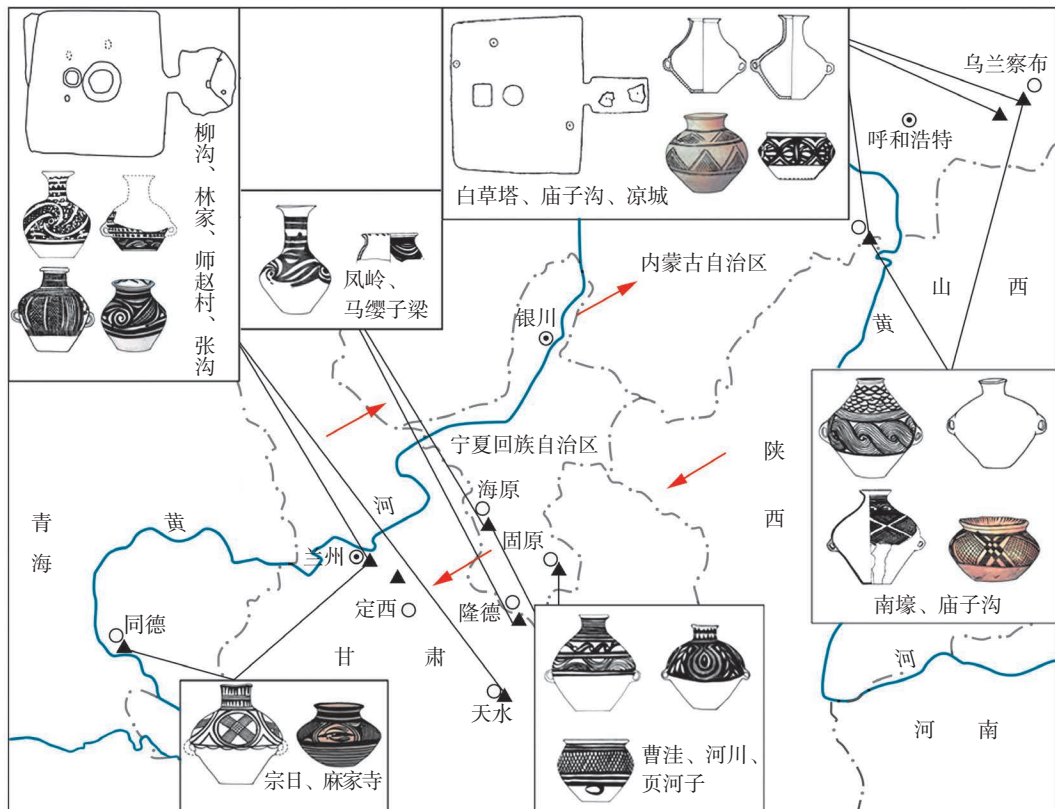 柳沟、林家、师赵村、张沟
白草塔、庙子沟、凉城
乌兰察布
呼和浩特
凤岭、
马缨子梁
内蒙古自治区
山 西
黄
银川
宁夏回族自治区
陕
西
海原
河
固原
青
海
黄
兰州
定西
隆德
同德
甘 肃
天水
南壕、庙子沟
河
河 南
宗日、麻家寺
曹洼、河川、
页河子